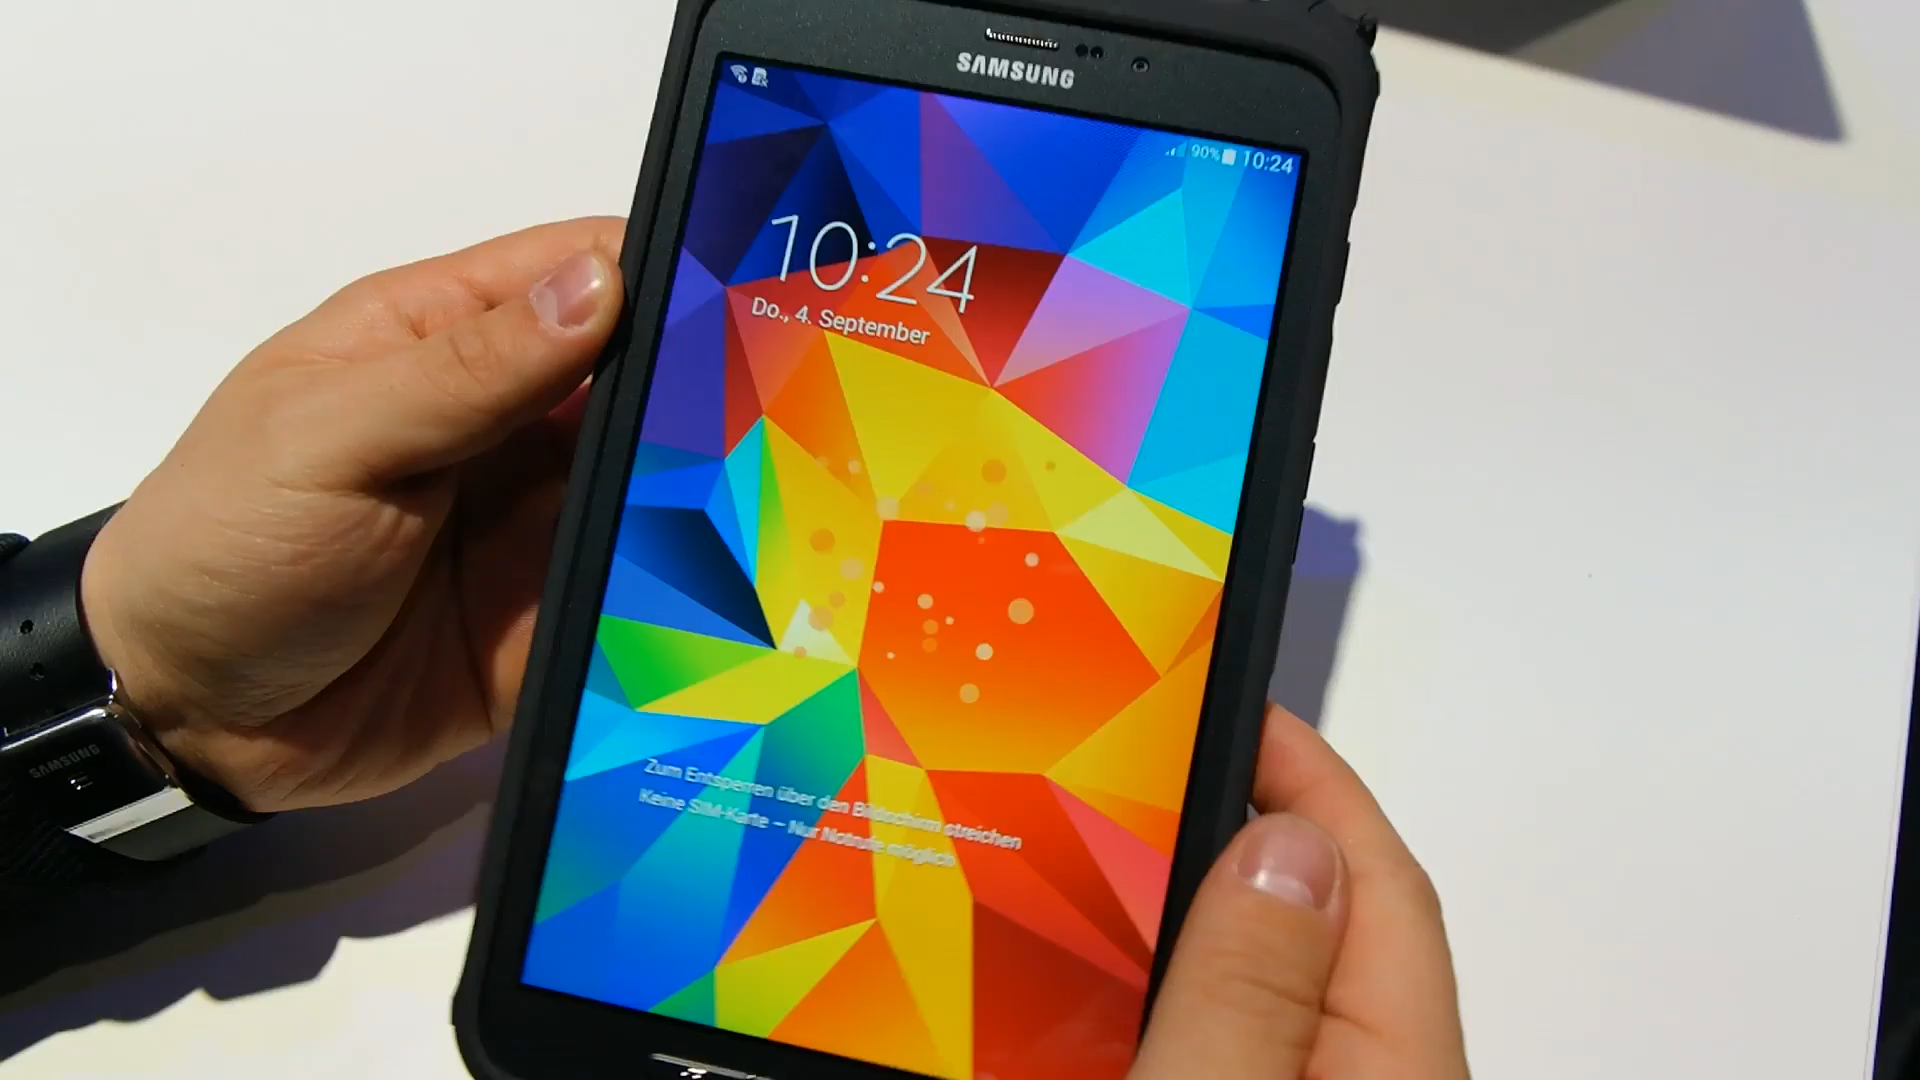 SAMSUNG
90% 10:24
10:24
Do., 4. September
Zum Entsperren über den Bildschirm streichen
Keine SIM-Karte – Nur Notrufe möglich
SAMSUNG